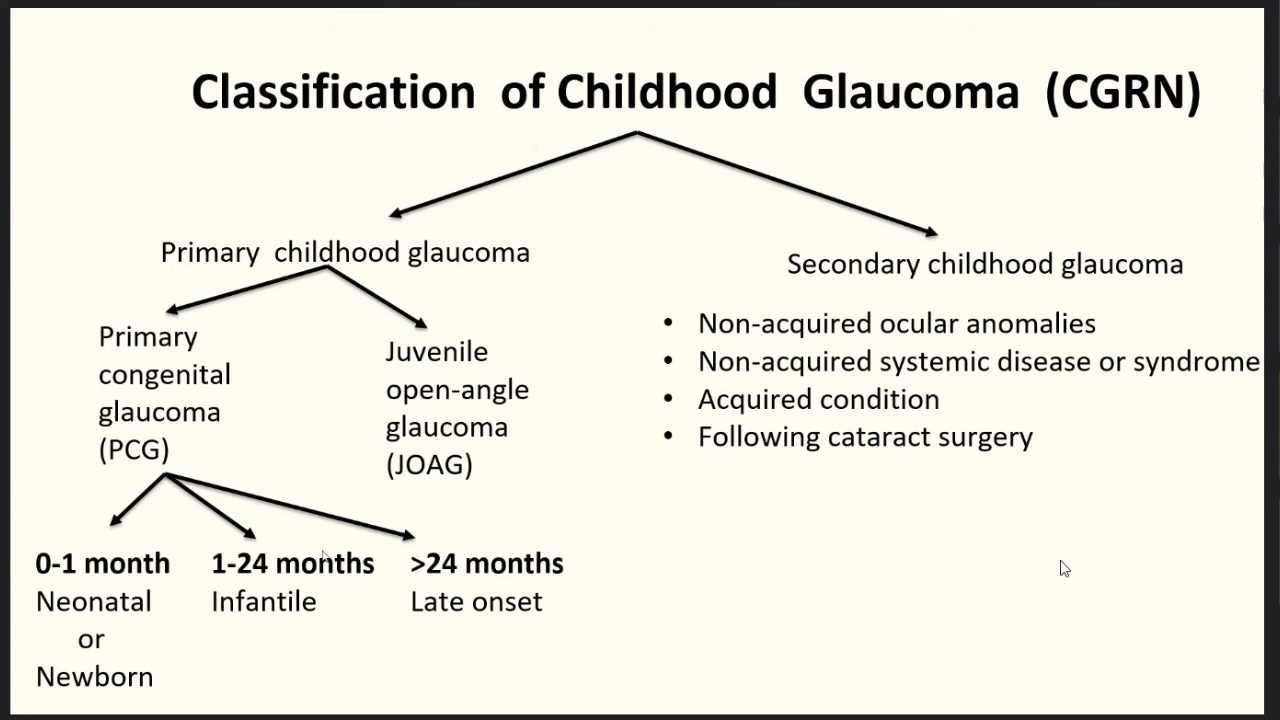 Classification of Childhood Glaucoma (CGRN)
Primary childhood glaucoma
Secondary childhood glaucoma
Primary
congenital
glaucoma
(PCG)
Juvenile
open-angle
glaucoma
(JOAG)
• Non-acquired ocular anomalies
• Non-acquired systemic disease or syndrome
• Acquired condition
• Following cataract surgery
0-1 month
Neonatal
or
Newborn
1-24 months
Infantile
>24 months
Late onset